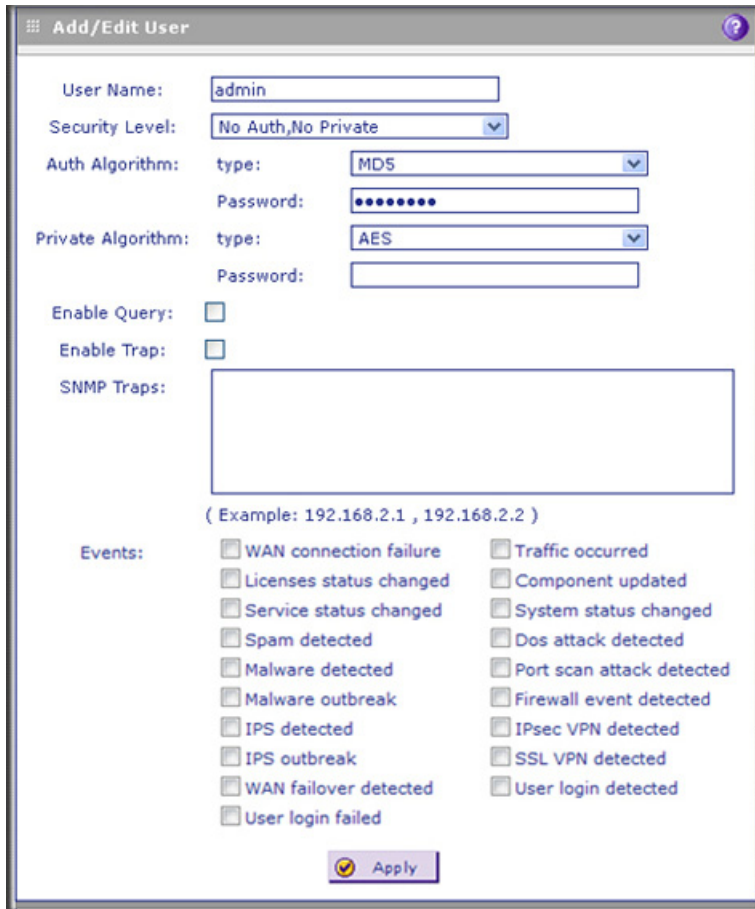 Add/Edit User
?
User Name: admin
Security Level: No Auth,No Private
Auth Algorithm: type: MD5
Password: ••••••••
Private Algorithm: type: AES
Password:
Enable Query:
Enable Trap:
SNMP Traps:
( Example: 192.168.2.1 , 192.168.2.2 )
Events: WAN connection failure Traffic occurred
Licenses status changed Component updated
Service status changed System status changed
Spam detected Dos attack detected
Malware detected Port scan attack detected
Malware outbreak Firewall event detected
IPS detected IPsec VPN detected
IPS outbreak SSL VPN detected
WAN failover detected User login detected
User login failed
Apply